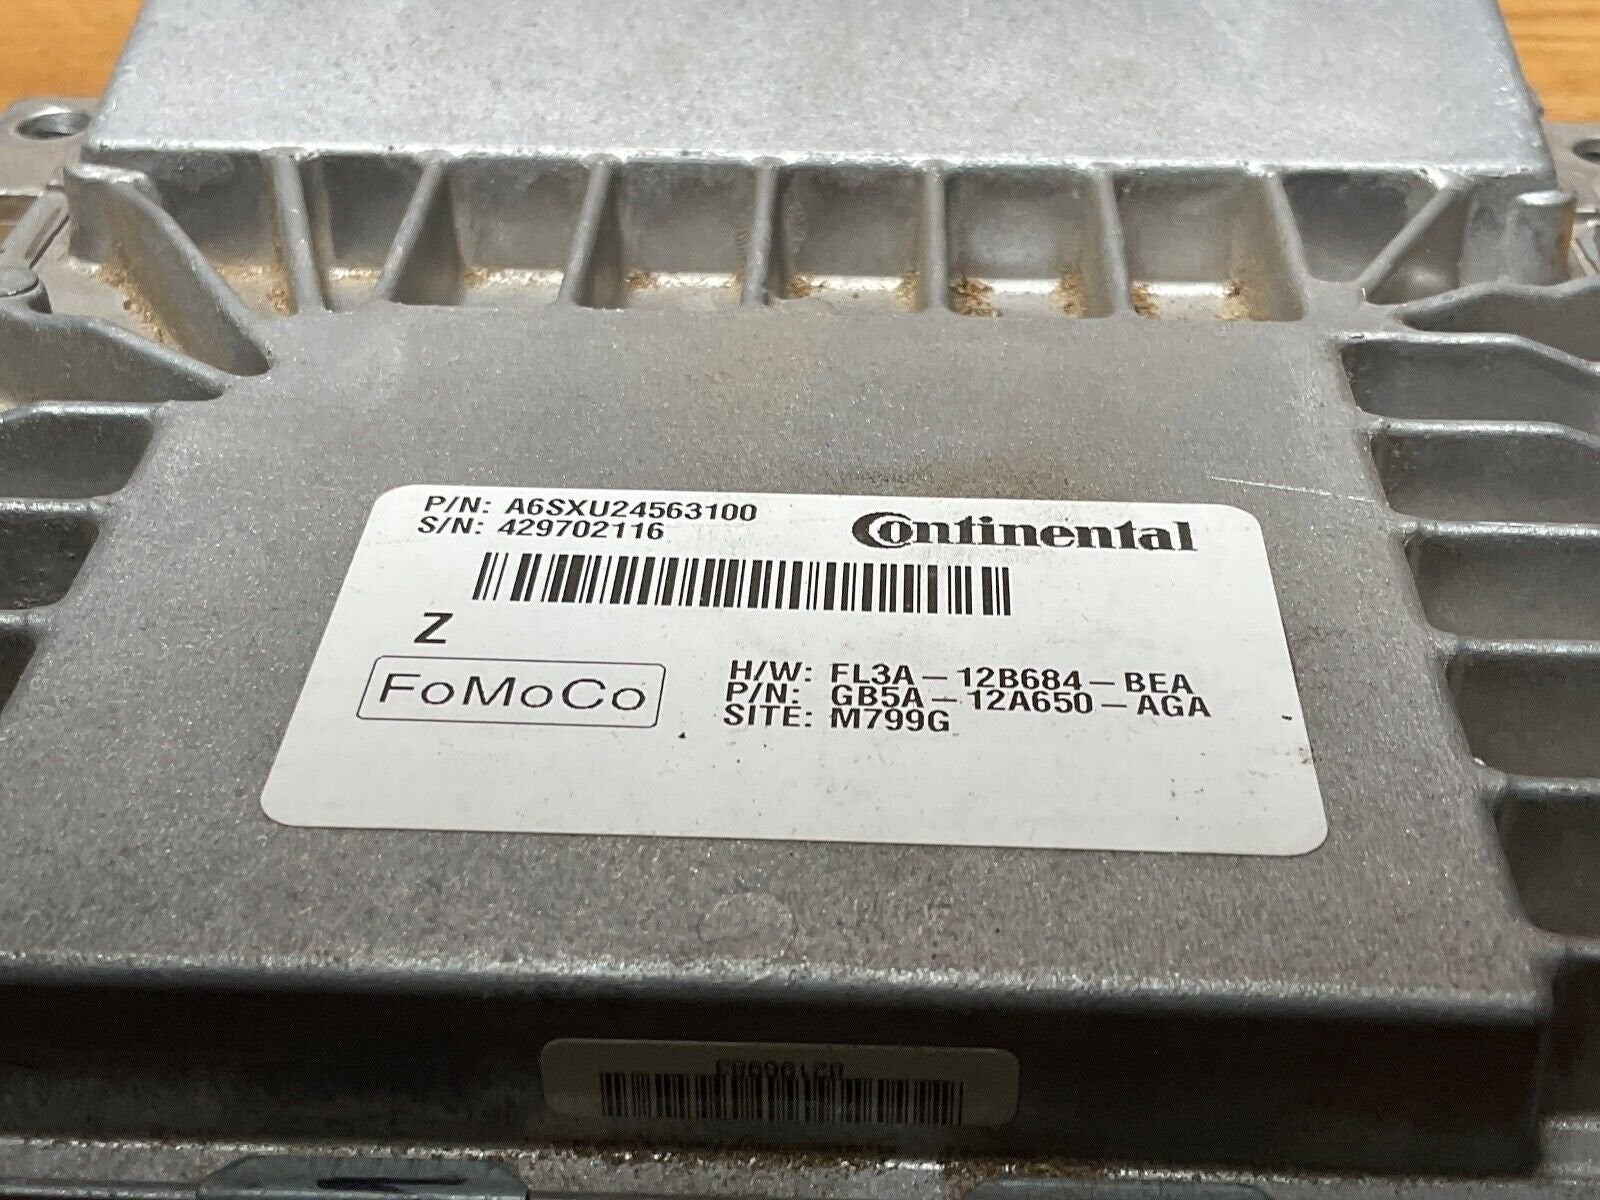 P/N: A6SXU24563100
S/N: 429702116
Continental
Z
FoMoCo
H/W: FL3A-12B684-BEA
P/N: GB5A-12A650-AGA
SITE: M799G